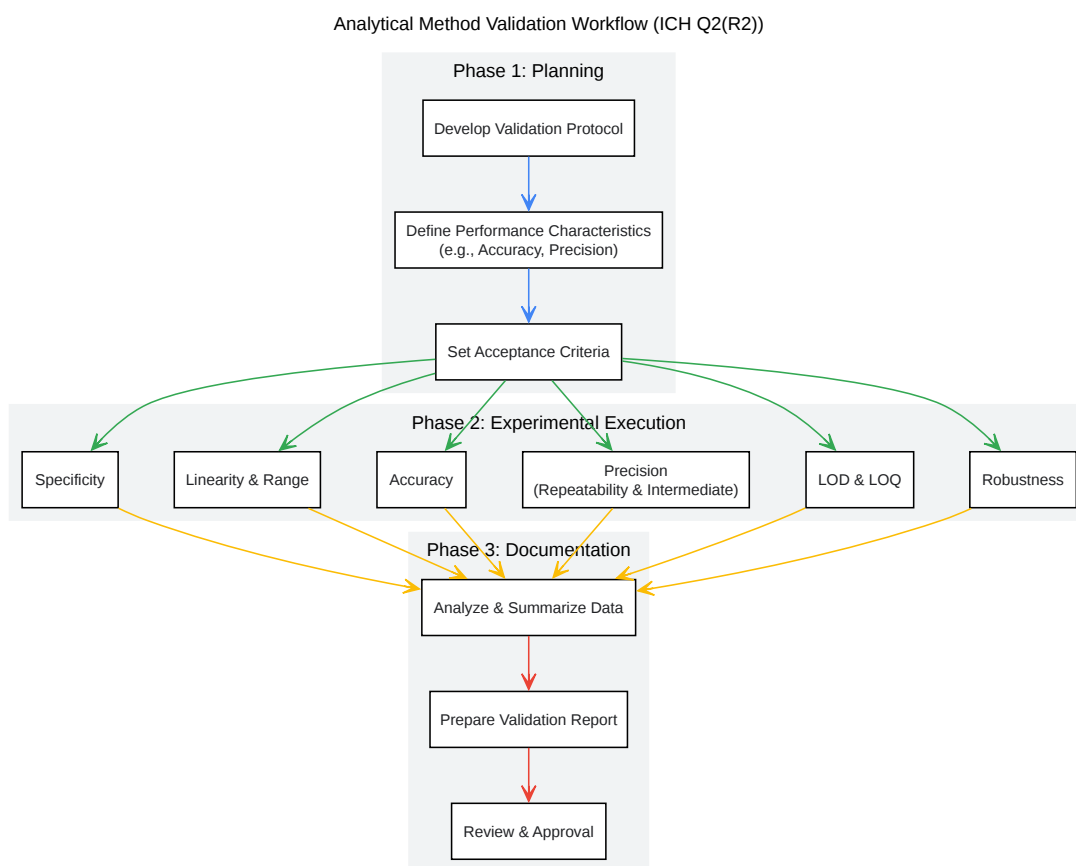 Analytical Method Validation Workflow (ICH Q2(R2))
Phase 1: Planning
Develop Validation Protocol
Define Performance Characteristics
(e.g., Accuracy, Precision)
Set Acceptance Criteria
Phase 2: Experimental Execution
Specificity
Linearity & Range
Accuracy
Precision
(Repeatability & Intermediate)
LOD & LOQ
Robustness
Phase 3: Documentation
Analyze & Summarize Data
Prepare Validation Report
Review & Approval